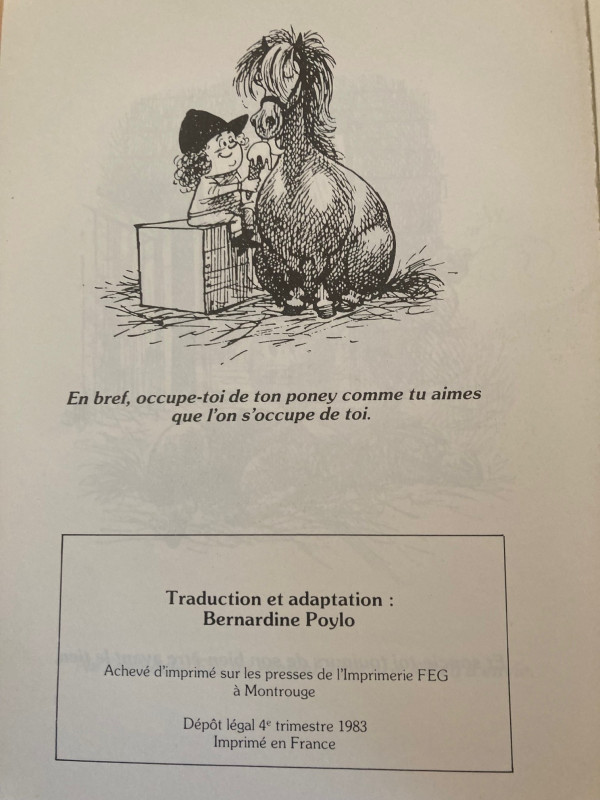 En bref, occupe-toi de ton poney comme tu aimes
que l'on s'occupe de toi.
Traduction et adaptation :
Bernardine Poylo
Achevé d'imprimé sur les presses de l'Imprimerie FEG
à Montrouge
Dépôt légal 4e trimestre 1983
Imprimé en France